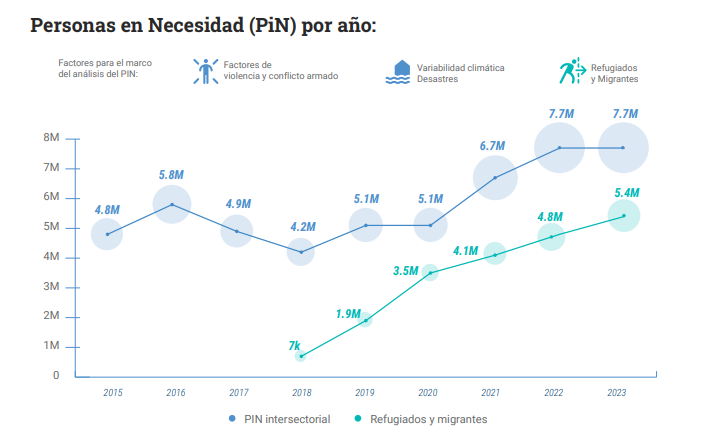 Personas en Necesidad (PiN) por año:
Factores para el marco
del análisis del PIN:
Factores de
violencia y conflicto armado
Variabilidad climática
Desastres
Refugiados
y Migrantes
8M
7M
6M
5M
4M
3M
2M
1M
0
4.8M
5.8M
4.9M
4.2M
5.1M
5.1M
6.7M
7.7M
7.7M
7k
1.9M
3.5M
4.1M
4.8M
5.4M
2015
2016
2017
2018
2019
2020
2021
2022
2023
PIN intersectorial
Refugiados y migrantes